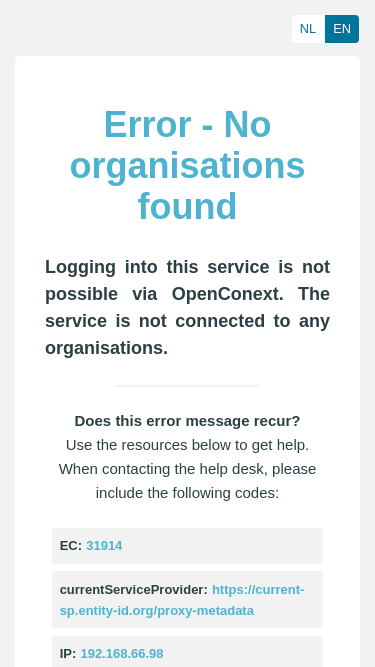 NL EN
Error - No
organisations
found
Logging into this service is not
possible via OpenConext. The
service is not connected to any
organisations.
Does this error message recur?
Use the resources below to get help.
When contacting the help desk, please
include the following codes:
EC: 31914
currentServiceProvider: https://current-
sp.entity-id.org/proxy-metadata
IP: 192.168.66.98